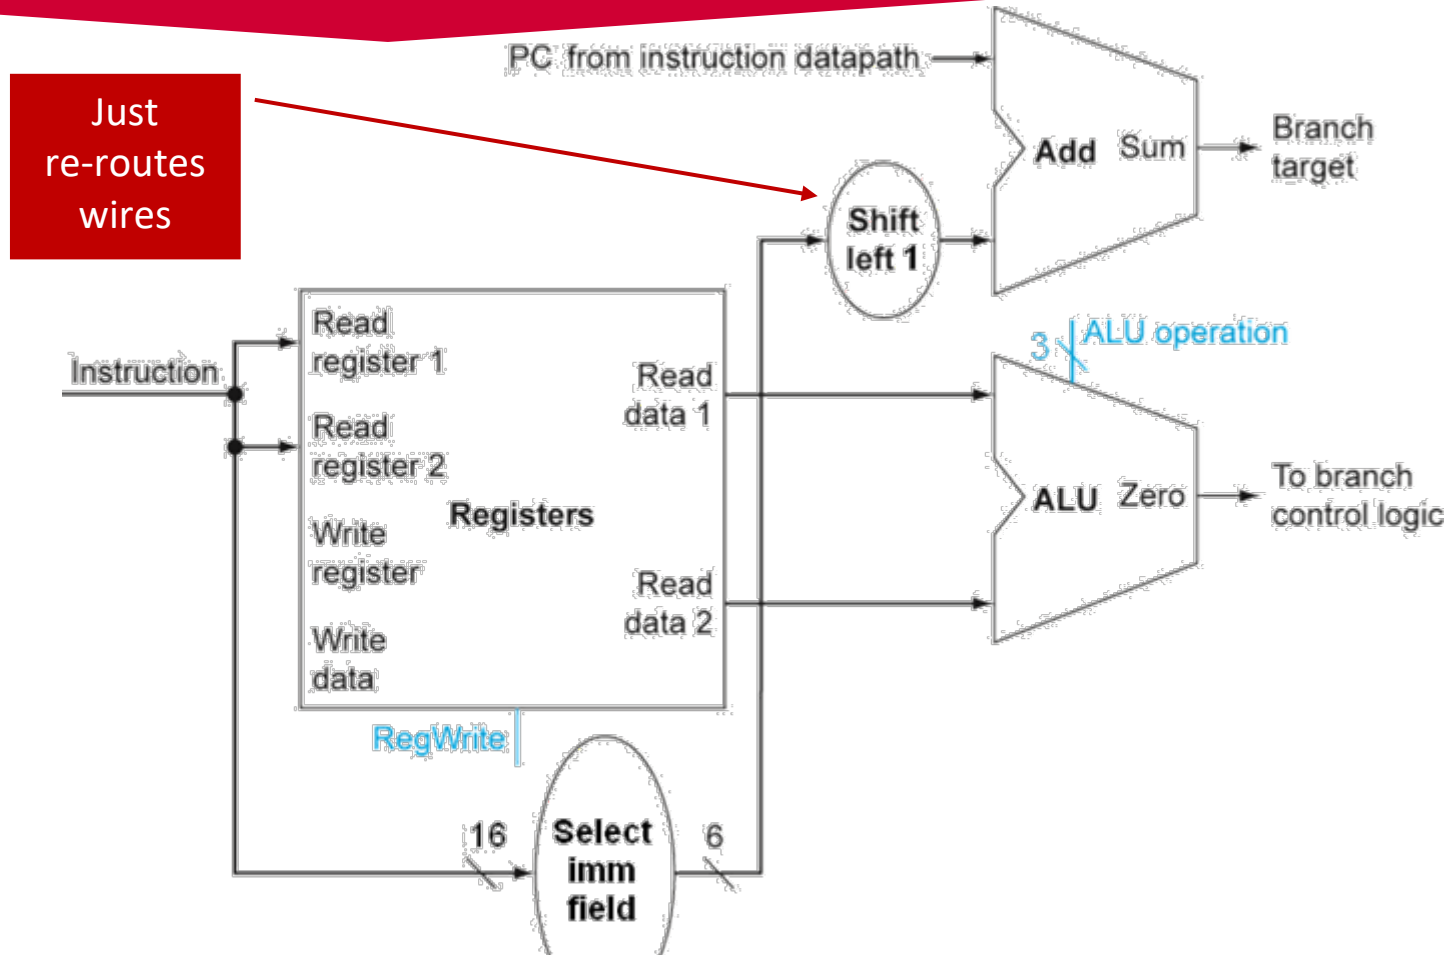 PC from instruction datapath
Just
re-routes
wires
Add
Sum
Branch
target
Shift
left 1
Instruction
Read
register 1
Read
register 2
Write
register
Write
data
Registers
Read
data 1
Read
data 2
3
ALU operation
ALU
Zero
To branch
control logic
RegWrite
16
Select
imm
field
6